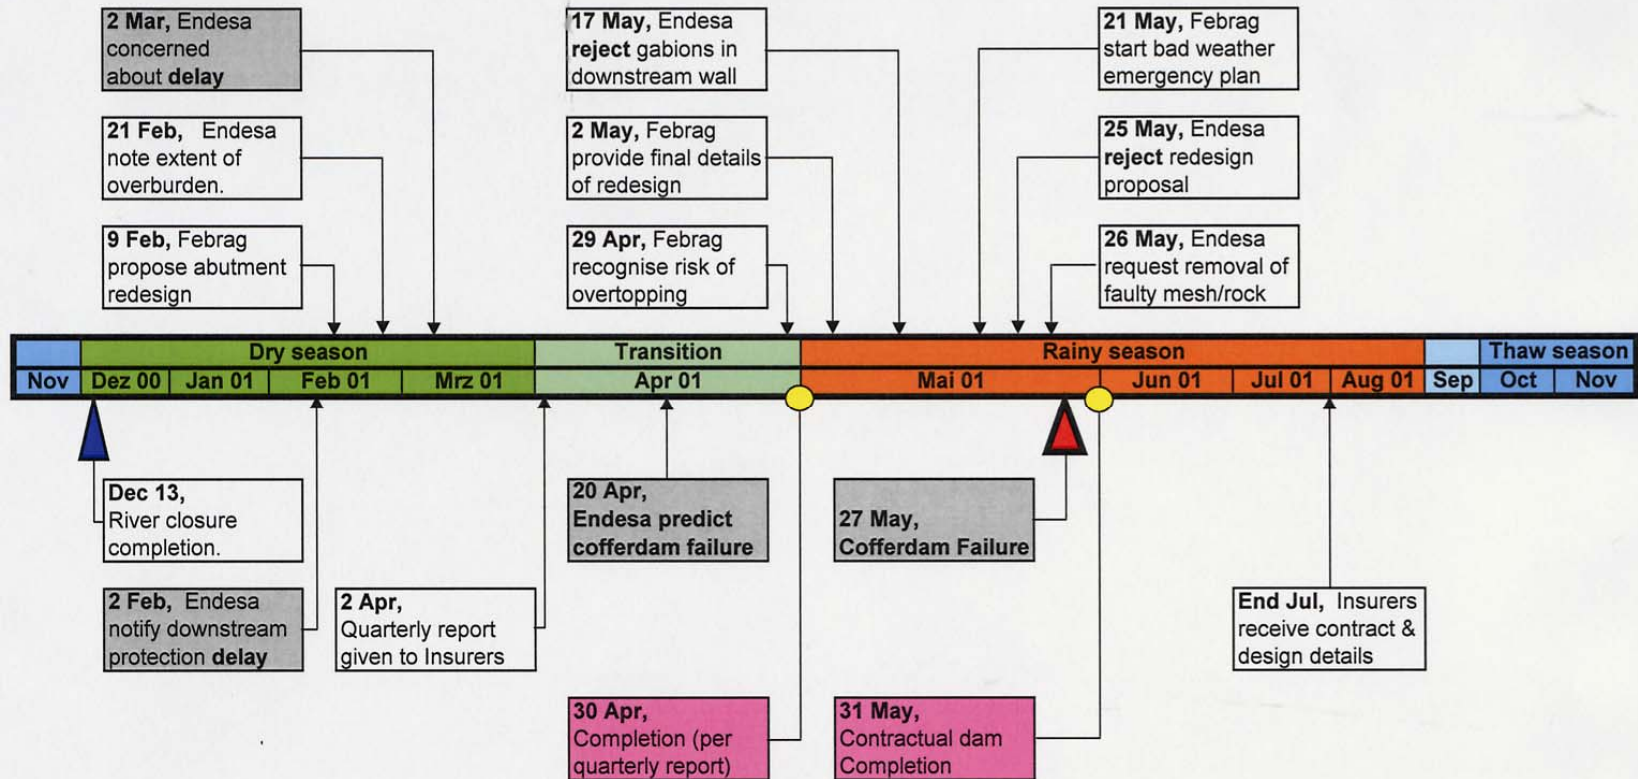 2 Mar, Endesa
concerned
about delay
21 Feb, Endesa
note extent of
overburden.
9 Feb, Febrag
propose abutment
redesign
17 May, Endesa
reject gabions in
downstream wall
2 May, Febrag
provide final details
of redesign
29 Apr, Febrag
recognise risk of
overtopping
21 May, Febrag
start bad weather
emergency plan
25 May, Endesa
reject redesign
proposal
26 May, Endesa
request removal of
faulty mesh/rock
Dry season Transition Rainy season Thaw season
Nov Dez 00 Jan 01 Feb 01 Mrz 01 Apr 01 Mai 01 Jun 01 Jul 01 Aug 01 Sep Oct Nov
Dec 13,
River closure
completion.
2 Feb, Endesa
notify downstream
protection delay
2 Apr,
Quarterly report
given to Insurers
20 Apr,
Endesa predict
cofferdam failure
30 Apr,
Completion (per
quarterly report)
27 May,
Cofferdam Failure
31 May,
Contractual dam
Completion
End Jul, Insurers
receive contract &
design details